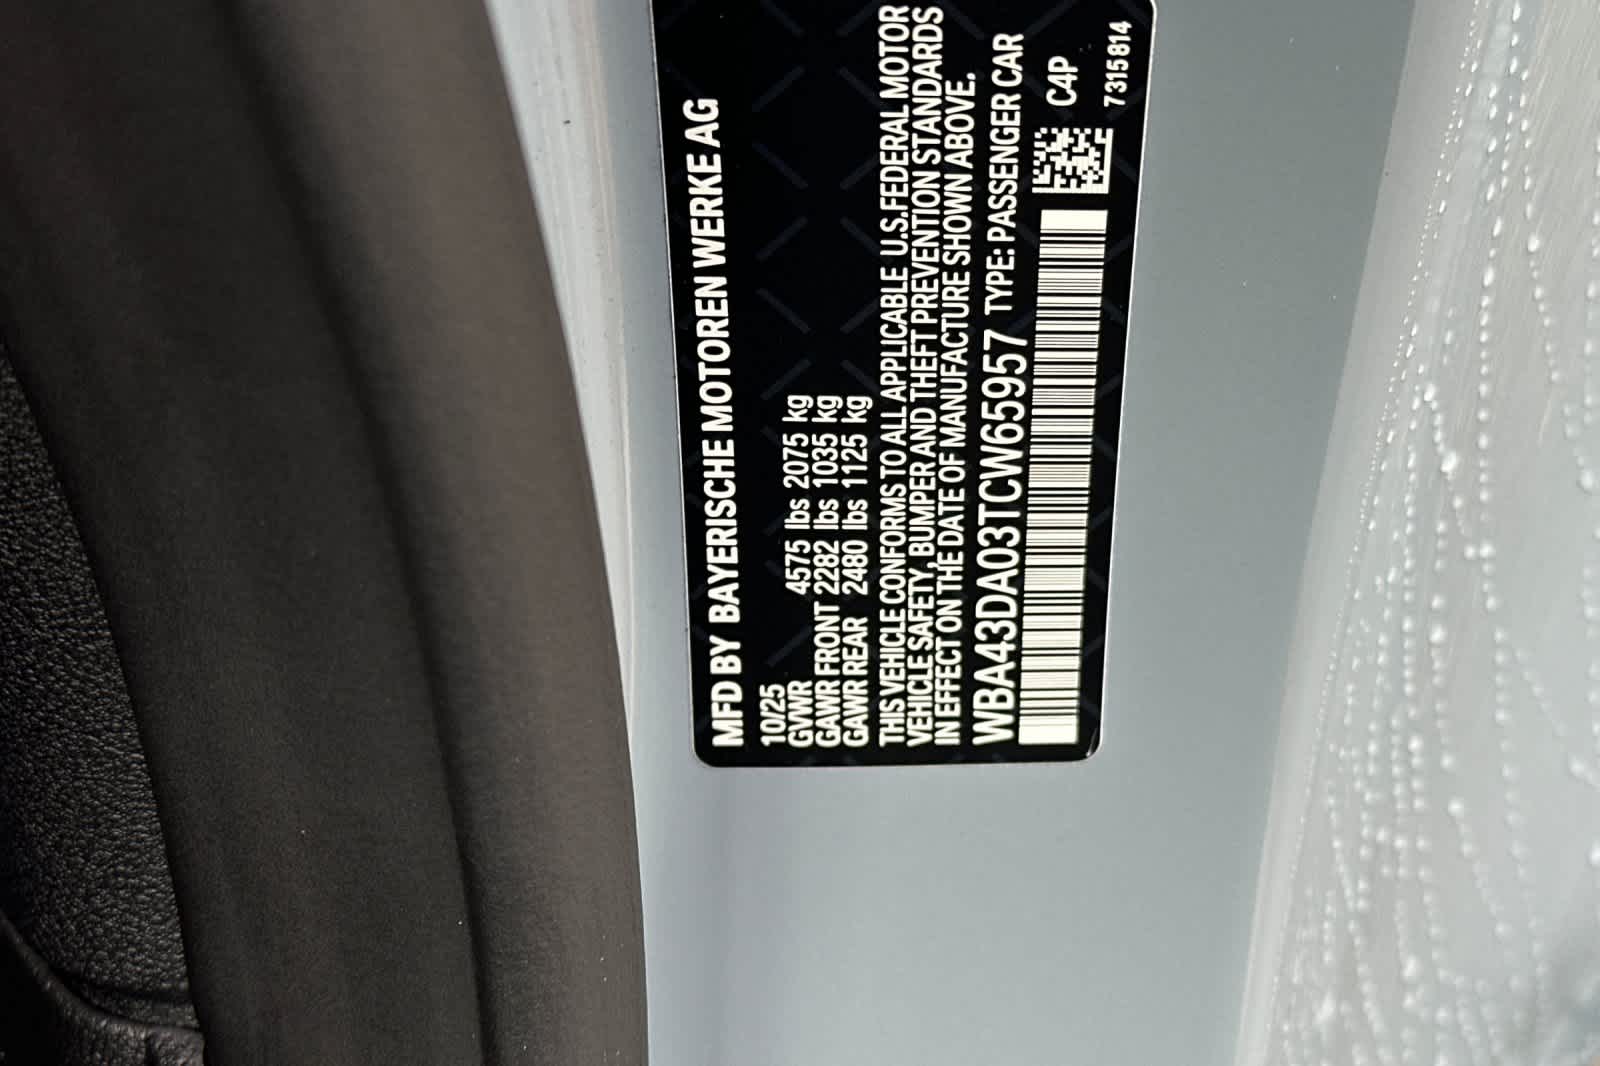 MFD BY BAYERISCHE MOTOREN WERKE AG
10/25
GVWR 4575 lbs 2075 kg
GAWR FRONT 2282 lbs 1035 kg
GAWR REAR 2480 lbs 1125 kg
THIS VEHICLE CONFORMS TO ALL APPLICABLE U.S.FEDERAL MOTOR
VEHICLE SAFETY, BUMPER AND THEFT PREVENTION STANDARDS
IN EFFECT ON THE DATE OF MANUFACTURE SHOWN ABOVE.
WBA43DA03TCW65957 TYPE: PASSENGER CAR
C4P
7315814